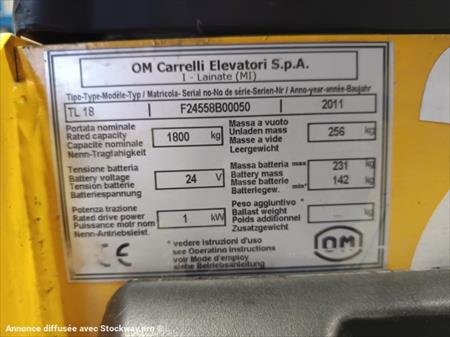 OM Carrelli Elevatori S.p.A.
I - Lainate (MI)
Tipo-Type-Modèle-Typ / Matricola- Serial no-No de série-Serien-Nr / Anno-year-année-Baujahr
TL 18 F24558B00050 2011
Portata nominale
Rated capacity
Capacité nominale
Nenn-Tragfähigkeit
1800 kg
Massa a vuoto
Unladen mass
Masse a vide
Leergewicht
256 kg
Tensione batteria
Battery voltage
Tension batterie
Batteriespannung
24 V
Massa batteria max
Battery mass
Masse batterie
Batteriegew. min*
231 kg
142 kg
Potenza trazione
Rated drive power
Puissance motr nom
Nenn-Antriebsleist.
1 kW
Peso aggiuntivo *
Ballast weight
Poids additionnel
Zusatzgewicht
... kg
CE
* vedere istruzioni d'uso
see Operating instructions
voir Mode d'employ
siehe Betriebsanleitung
OM
Annonce diffusée avec Stockway.pro ®